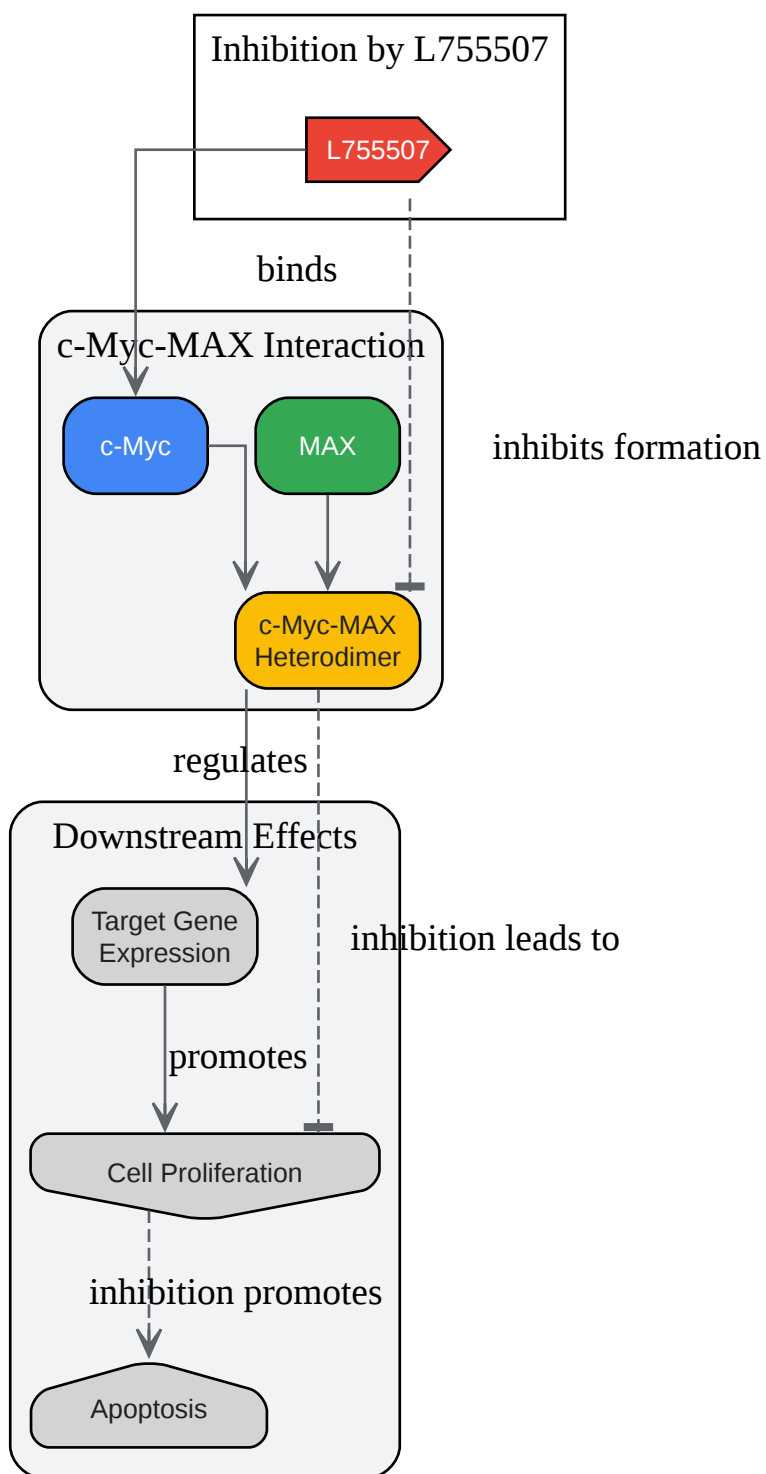 Inhibition by L755507
L755507
binds
c-Myc-MAX Interaction
c-Myc
MAX
inhibits formation
c-Myc-MAX
Heterodimer
regulates
Downstream Effects
Target Gene
Expression
inhibition leads to
promotes
Cell Proliferation
inhibition promotes
Apoptosis